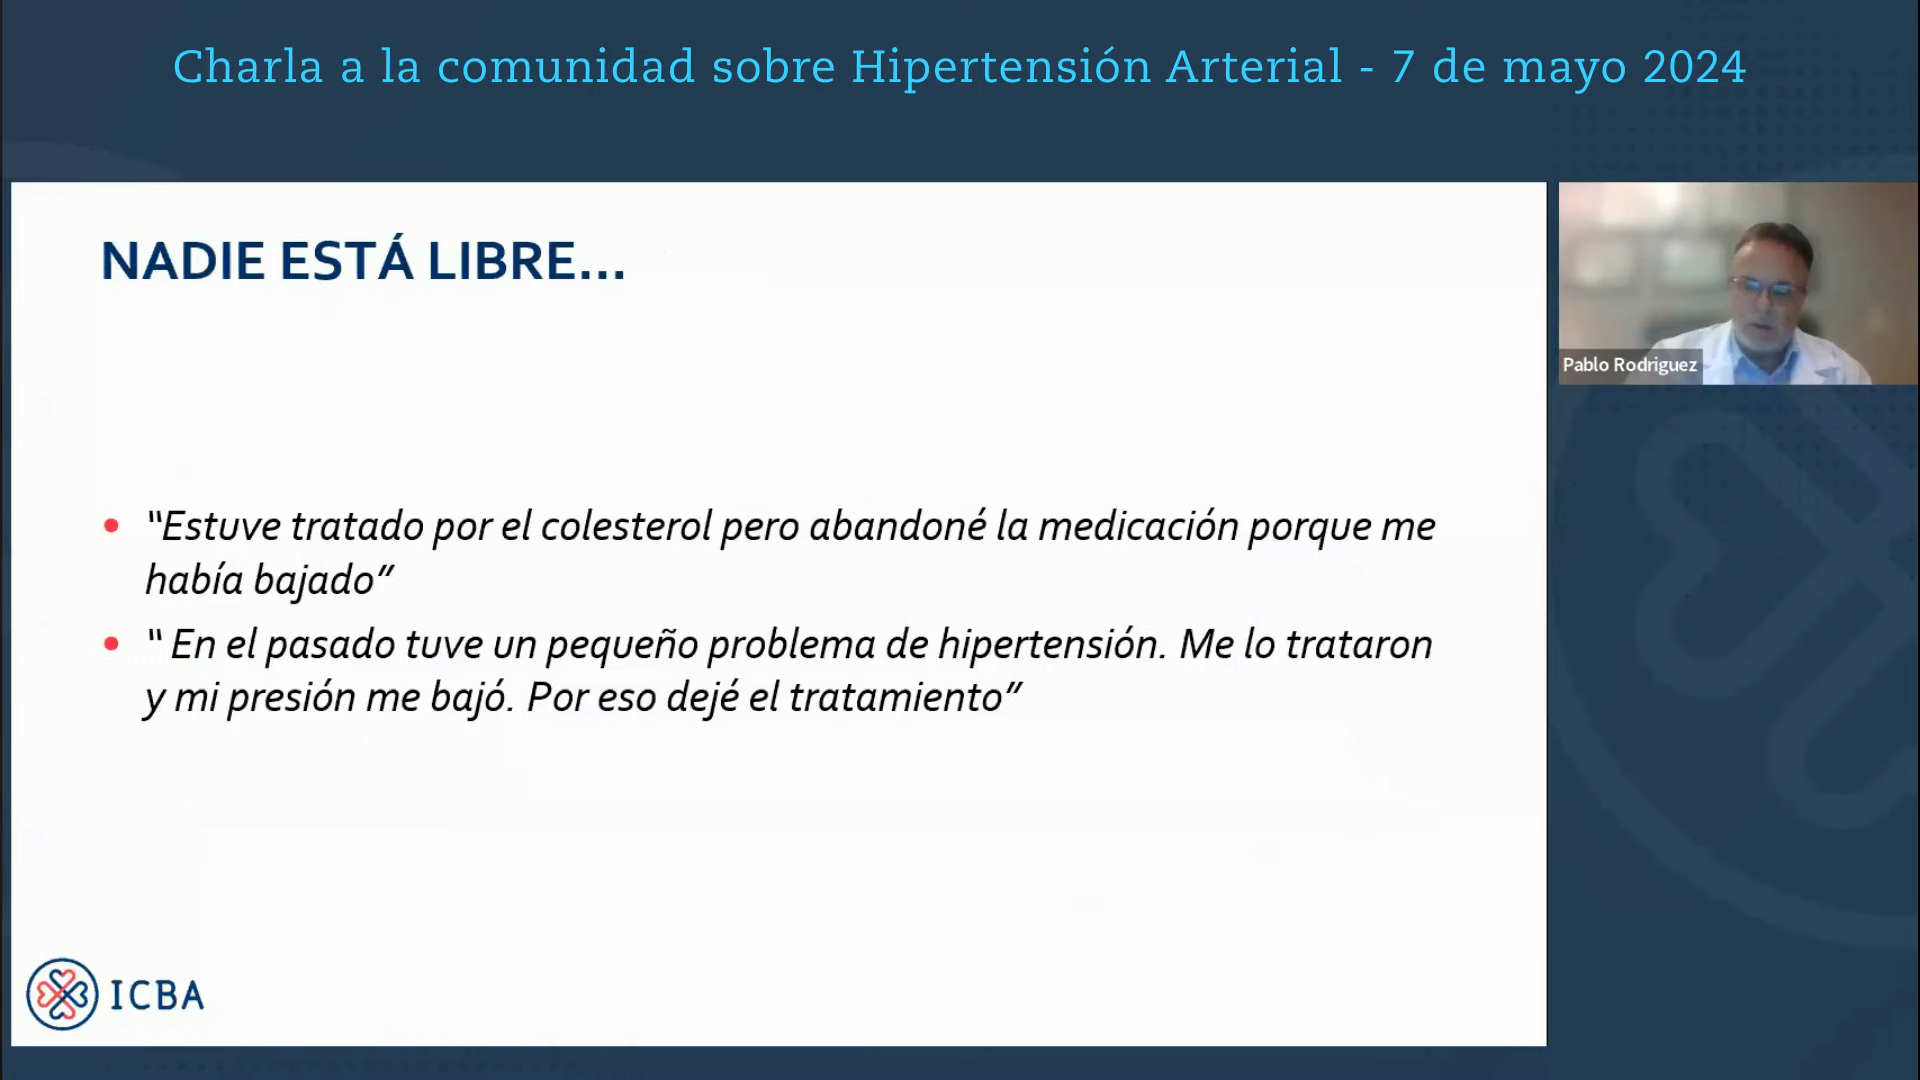 Charla a la comunidad sobre Hipertensión Arterial - 7 de mayo 2024
NADIE ESTÁ LIBRE...
Pablo Rodriguez
• “Estuve tratado por el colesterol pero abandoné la medicación porque me
había bajado”
• “ En el pasado tuve un pequeño problema de hipertensión. Me lo trataron
y mi presión me bajó. Por eso dejé el tratamiento”
ICBA